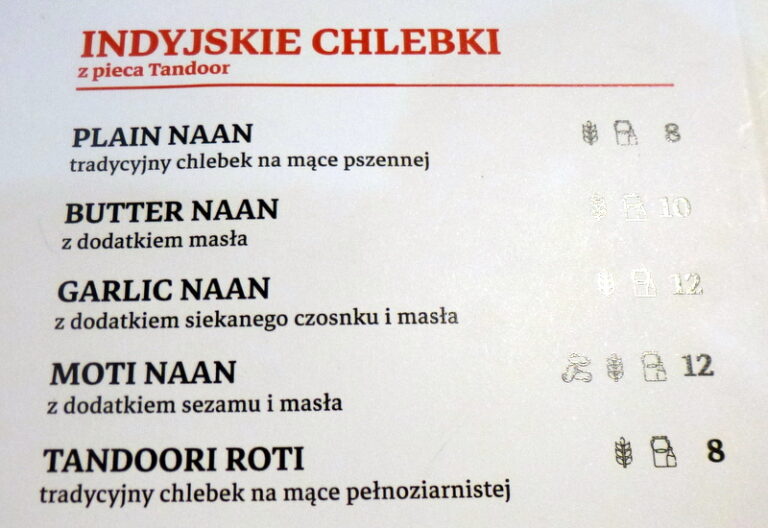 INDYJSKIE CHLEBKI
z pieca Tandoor
PLAIN NAAN 8
tradycyjny chlebek na mące pszennej
BUTTER NAAN 10
z dodatkiem masła
GARLIC NAAN 12
z dodatkiem siekanego czosnku i masła
MOTI NAAN 12
z dodatkiem sezamu i masła
TANDOORI ROTI 8
tradycyjny chlebek na mące pełnoziarnistej